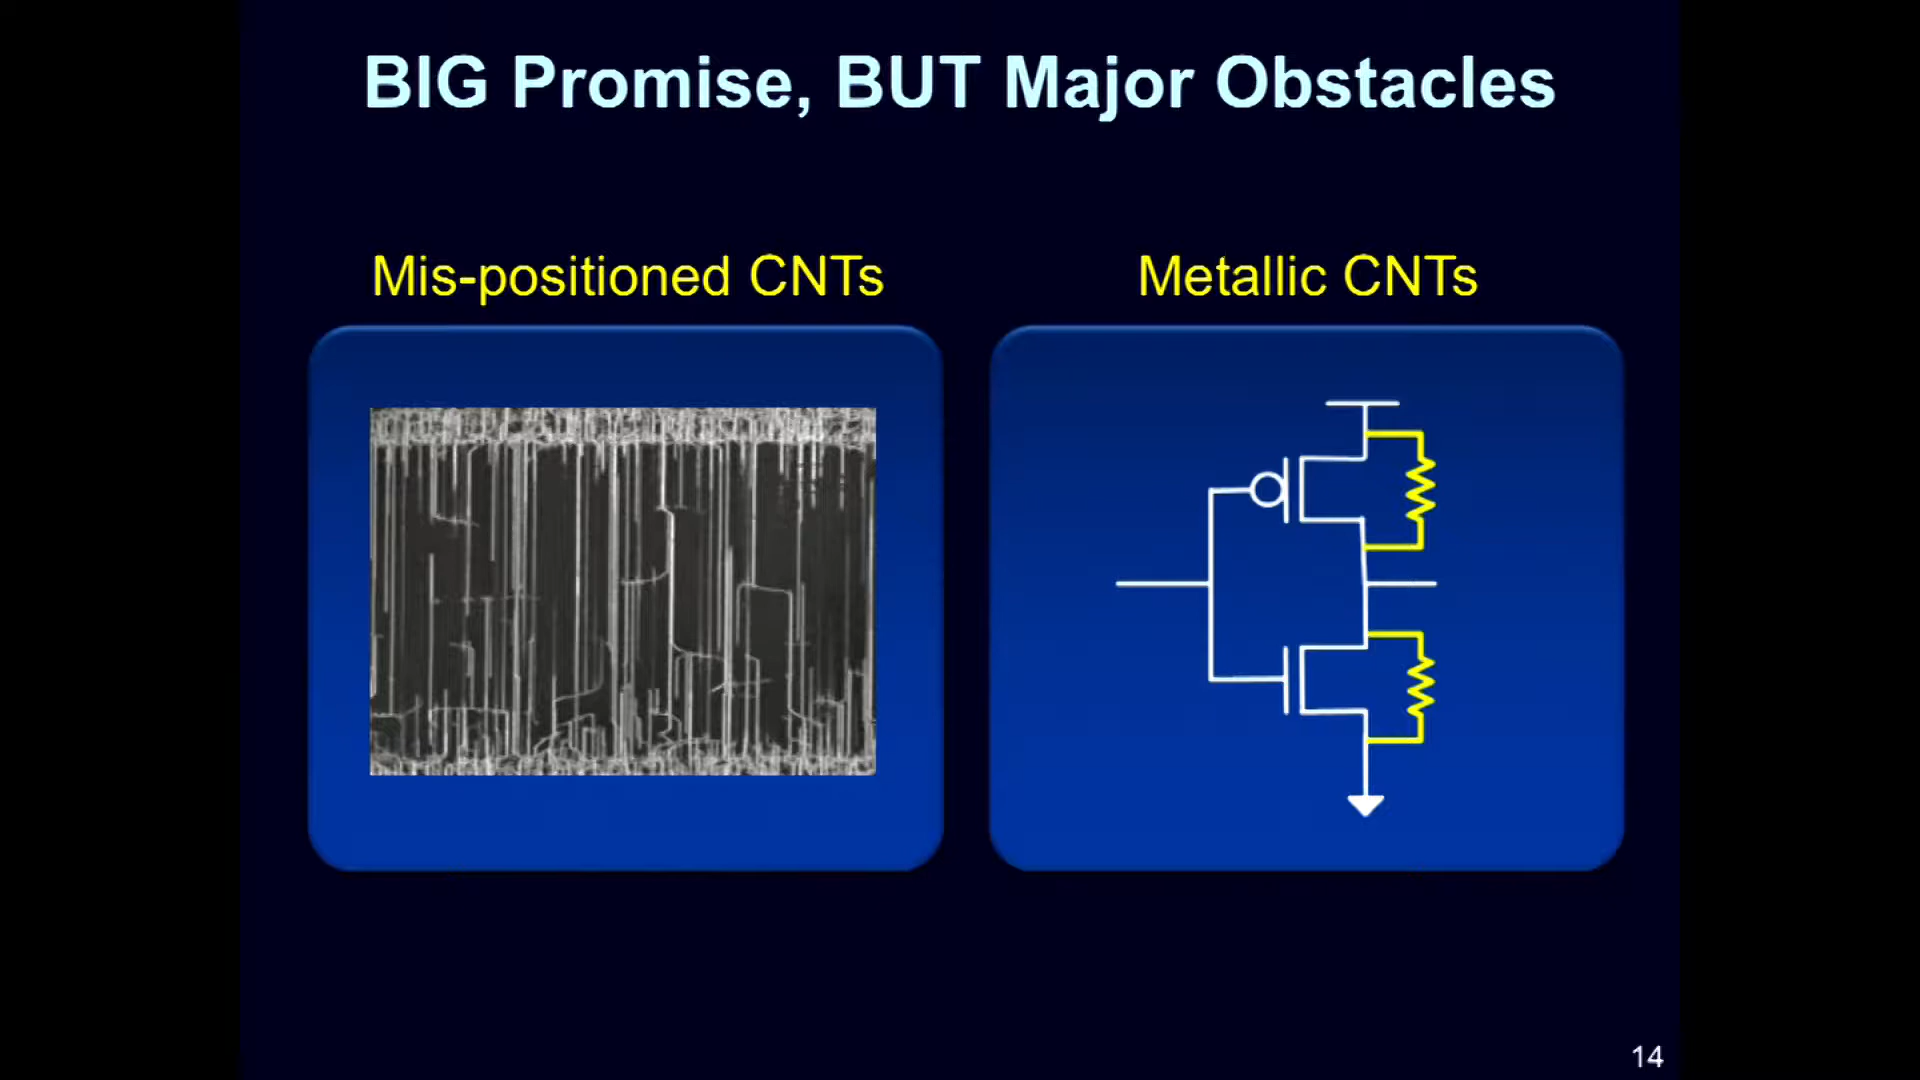 BIG Promise, BUT Major Obstacles
Mis-positioned CNTs
Metallic CNTs
14